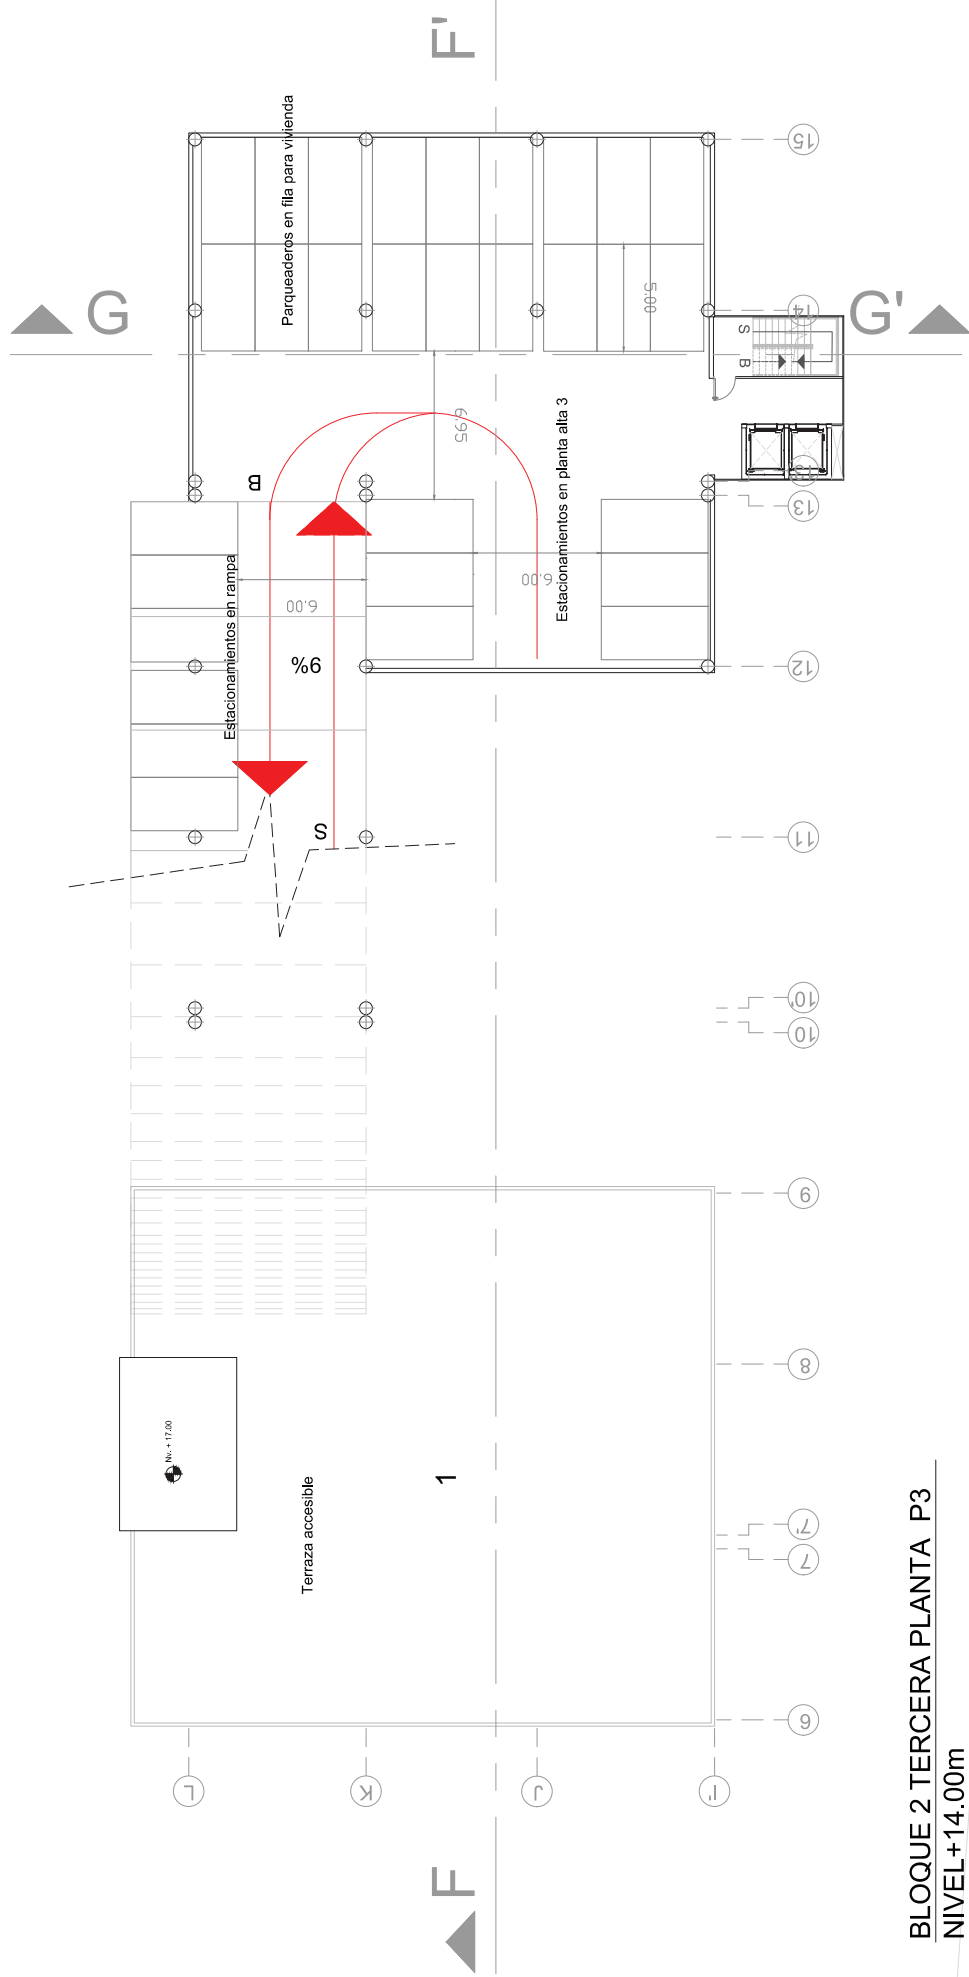 F'
15
Parqueaderos en fila para vivienda
5.00
G
G'
14
S
B
6.95
Estacionamientos en planta alta 3
B
13
Estacionamientos en rampa
6.00
6.00
9%
12
S
11
10'
10
9
8
Nv. + 17.00
1
Terraza accesible
7'
7
6
L
K
J
I'
F
BLOQUE 2 TERCERA PLANTA P3
NIVEL+14.00m